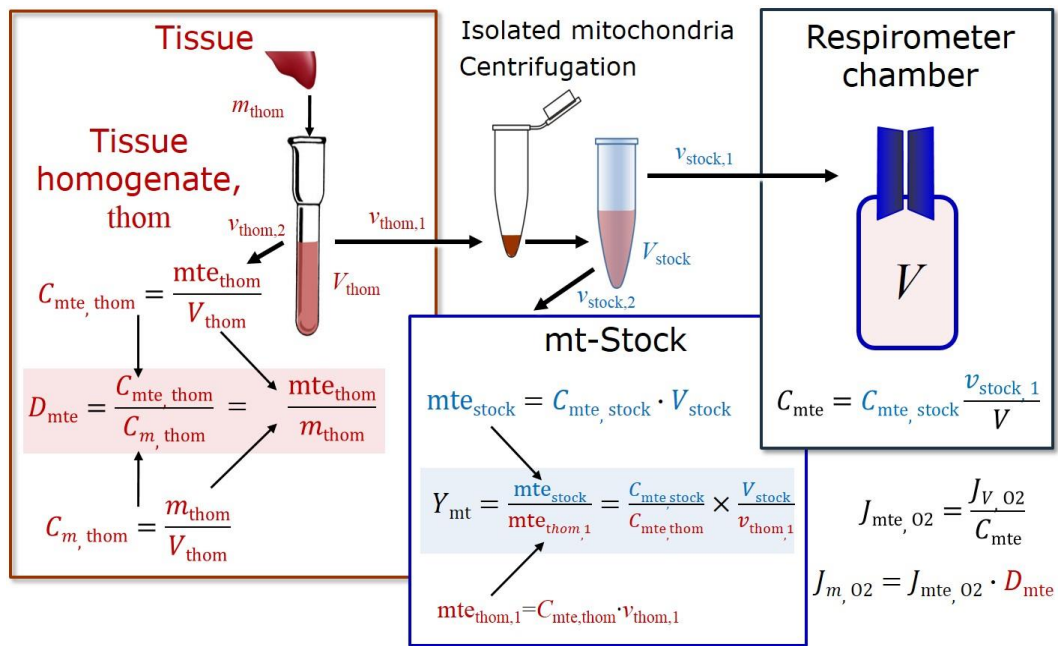 Tissue
m_thom
Tissue
homogenate,
thom
v_thom,2
v_thom,1
V_thom
C_mte, thom = mte_thom / V_thom
D_mte = C_mte, thom / C_m, thom = mte_thom / m_thom
C_m, thom = m_thom / V_thom
Isolated mitochondria
Centrifugation
v_stock,1
V_stock
v_stock,2
mt-Stock
mte_stock = C_mte, stock · V_stock
Y_mt = mte_stock / mte_thom,1 = C_mte, stock / C_mte, thom × V_stock / v_thom,1
mte_thom,1=C_mte,thom·v_thom,1
Respirometer
chamber
V
C_mte = C_mte, stock v_stock, 1 / V
J_mte, O2 = J_V, O2 / C_mte
J_m, O2 = J_mte, O2 · D_mte